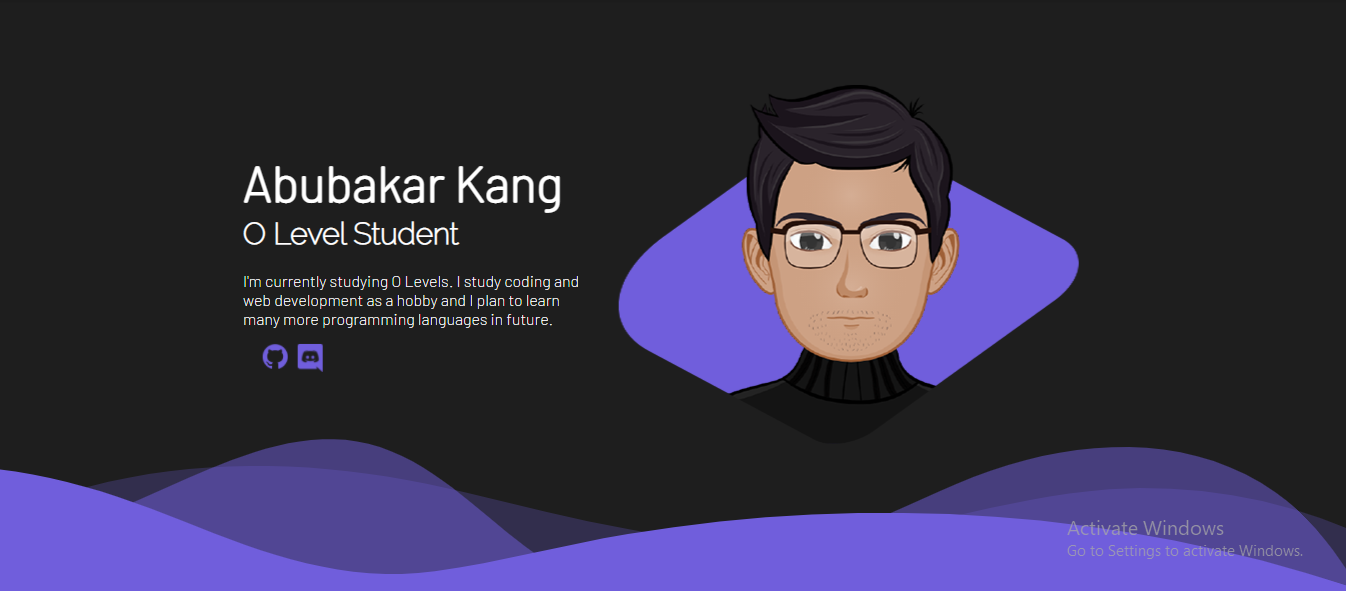 Abubakar Kang
O Level Student
I'm currently studying O Levels. I study coding and
web development as a hobby and I plan to learn
many more programming languages in future.
Activate Windows
Go to Settings to activate Windows.